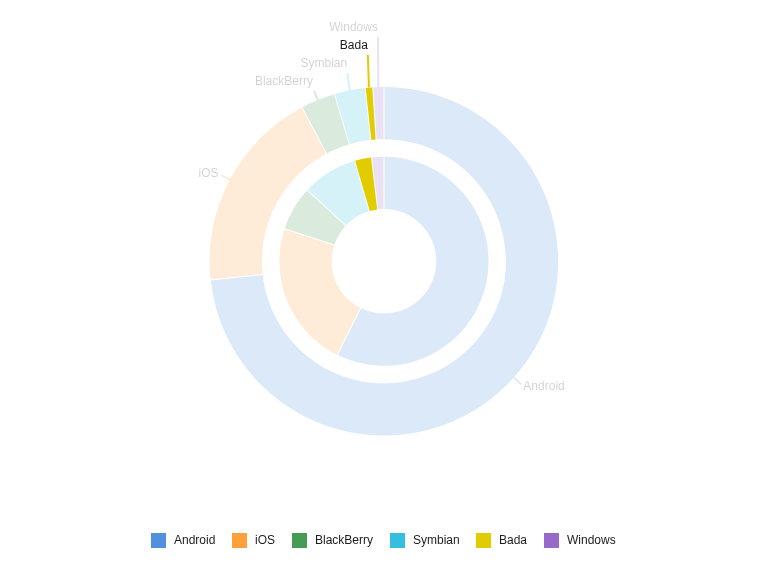 Windows
Bada
Symbian
BlackBerry
iOS
Android
Android iOS BlackBerry Symbian Bada Windows